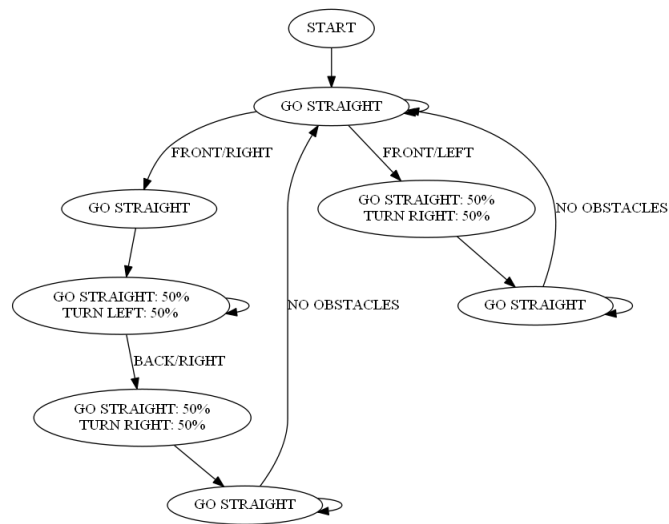 START
GO STRAIGHT
FRONT/RIGHT
FRONT/LEFT
GO STRAIGHT
GO STRAIGHT: 50%
TURN RIGHT: 50%
NO OBSTACLES
GO STRAIGHT: 50%
TURN LEFT: 50%
NO OBSTACLES
GO STRAIGHT
BACK/RIGHT
GO STRAIGHT: 50%
TURN RIGHT: 50%
GO STRAIGHT